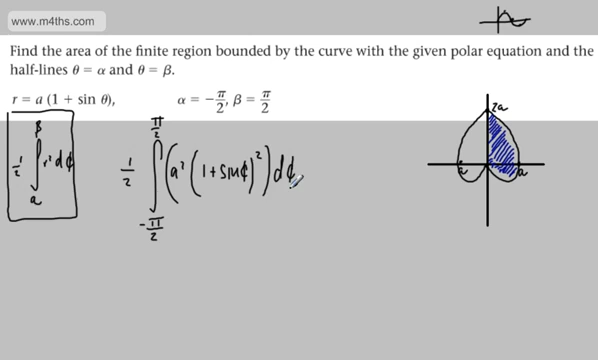 www.m4ths.com
Find the area of the finite region bounded by the curve with the given polar equation and the
half-lines θ = α and θ = β.
r = a (1 + sin θ), α = −π/2, β = π/2
1/2 ∫ β a r² dϕ
1/2 ∫ π/2 -π/2 (a²(1+sinϕ)²)dϕ
2a
a
a